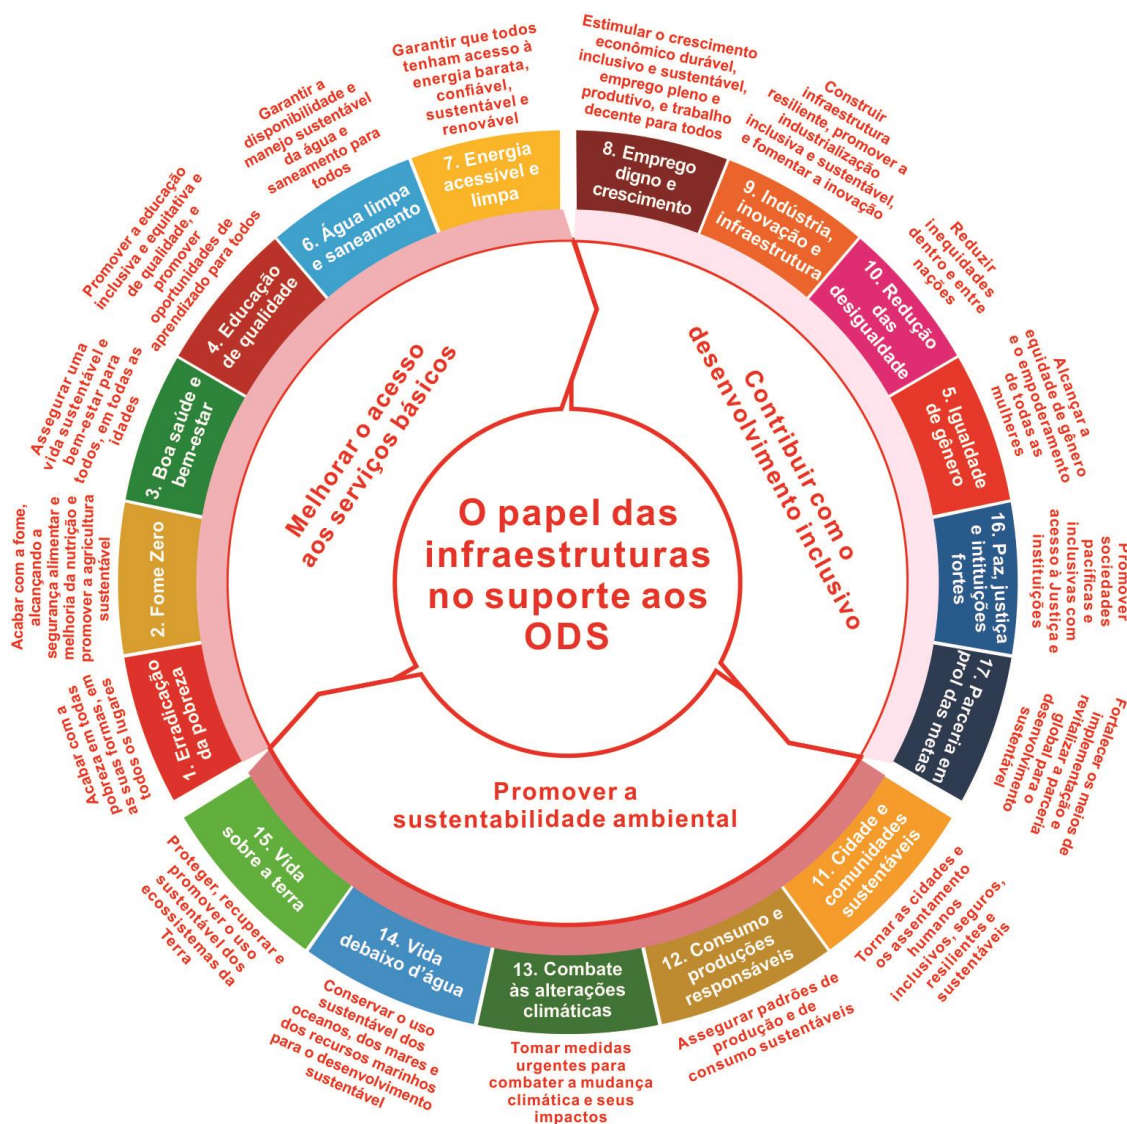 O papel das
infraestruturas
no suporte aos
ODS
Melhorar o acesso
aos serviços básicos
Contribuir com o
desenvolvimento inclusivo
Promover a
sustentabilidade ambiental
1. Erradicação
da pobreza
Acabar com a
pobreza em todas
as suas formas, em
todos os lugares
2. Fome Zero
Acabar com a fome,
alcançando a
segurança alimentar e
melhoria da nutrição e
promover a agricultura
sustentável
3. Boa saúde e
bem-estar
Assegurar uma
vida sustentável e
bem-estar para
todos, em todas as
idades
4. Educação
de qualidade
Promover a educação
inclusiva e equitativa e
de qualidade, e
promover
oportunidades de
aprendizado para todos
6. Água limpa
e saneamento
Garantir a
disponibilidade e
manejo sustentável
da água e
saneamento para
todos
7. Energia
acessível e
limpa
Garantir que todos
tenham acesso à
energia barata,
confiável,
sustentável e
renovável
8. Emprego
digno e
crescimento
Estimular o crescimento
econômico durável,
inclusivo e sustentável,
emprego pleno e
produtivo, e trabalho
decente para todos
9. Indústria,
inovação e
infraestrutura
Construir
infraestrutura
resiliente, promover a
industrialização
inclusiva e sustentável,
e fomentar a inovação
10. Redução
das
desigualdade
Reduzir
inequidades
dentro e entre
nações
5. Igualdade
de gênero
Alcançar a
equidade de gênero
e o empoderamento
de todas as
mulheres
16. Paz, justiça
e intituições
fortes
Promover
sociedades
pacíficas e
inclusivas com
acesso à Justiça e
instituições
17. Parceria em
prol das metas
Fortalecer os meios de
implementação e
revitalizar a parceria
global para o
desenvolvimento
sustentável
11. Cidade e
comunidades
sustentáveis
Tornar as cidades e
os assentamento
humanos
inclusivos, seguros,
resilientes e
sustentáveis
12. Consumo e
produções
responsáveis
Assegurar padrões de
produção e de
consumo sustentáveis
13. Combate
às alterações
climáticas
Tomar medidas
urgentes para
combater a mudança
climática e seus
impactos
14. Vida
debaixo d'água
Conservar o uso
sustentável dos
oceanos, dos mares e
dos recursos marinhos
para o desenvolvimento
sustentável
15. Vida
sobre a terra
Proteger, recuperar e
promover o uso
sustentável dos
ecossistemas da
Terra